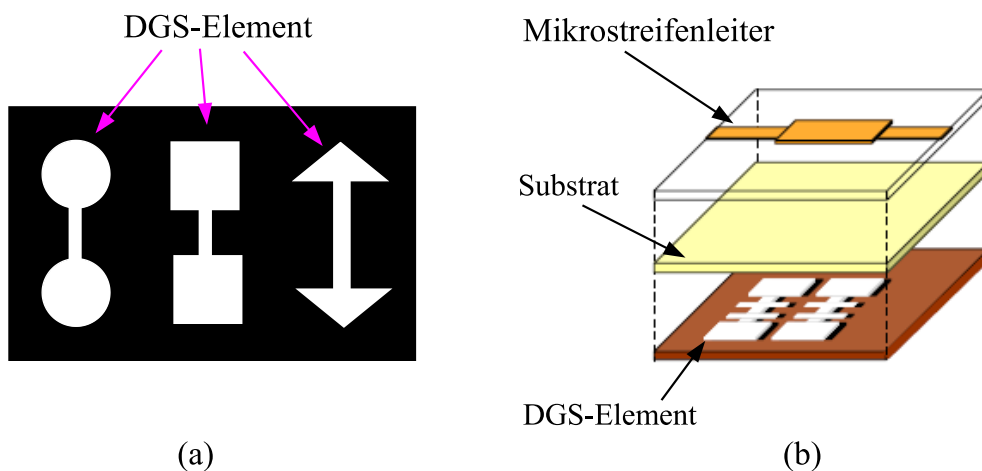 DGS-Element
(a)
Mikrostreifenleiter
Substrat
DGS-Element
(b)